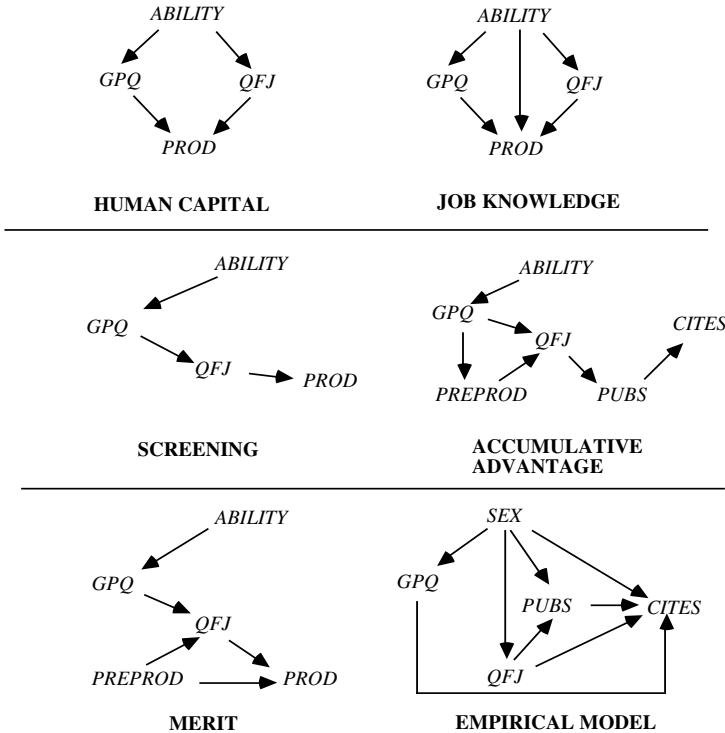 ABILITY
GPQ
QFJ
PROD
HUMAN CAPITAL
ABILITY
GPQ
QFJ
PROD
JOB KNOWLEDGE
ABILITY
GPQ
QFJ
PROD
SCREENING
ABILITY
GPQ
CITES
QFJ
PREPROD
PUBS
ACCUMULATIVE
ADVANTAGE
ABILITY
GPQ
QFJ
PREPROD
PROD
MERIT
SEX
GPQ
PUBS
CITES
QFJ
EMPIRICAL MODEL